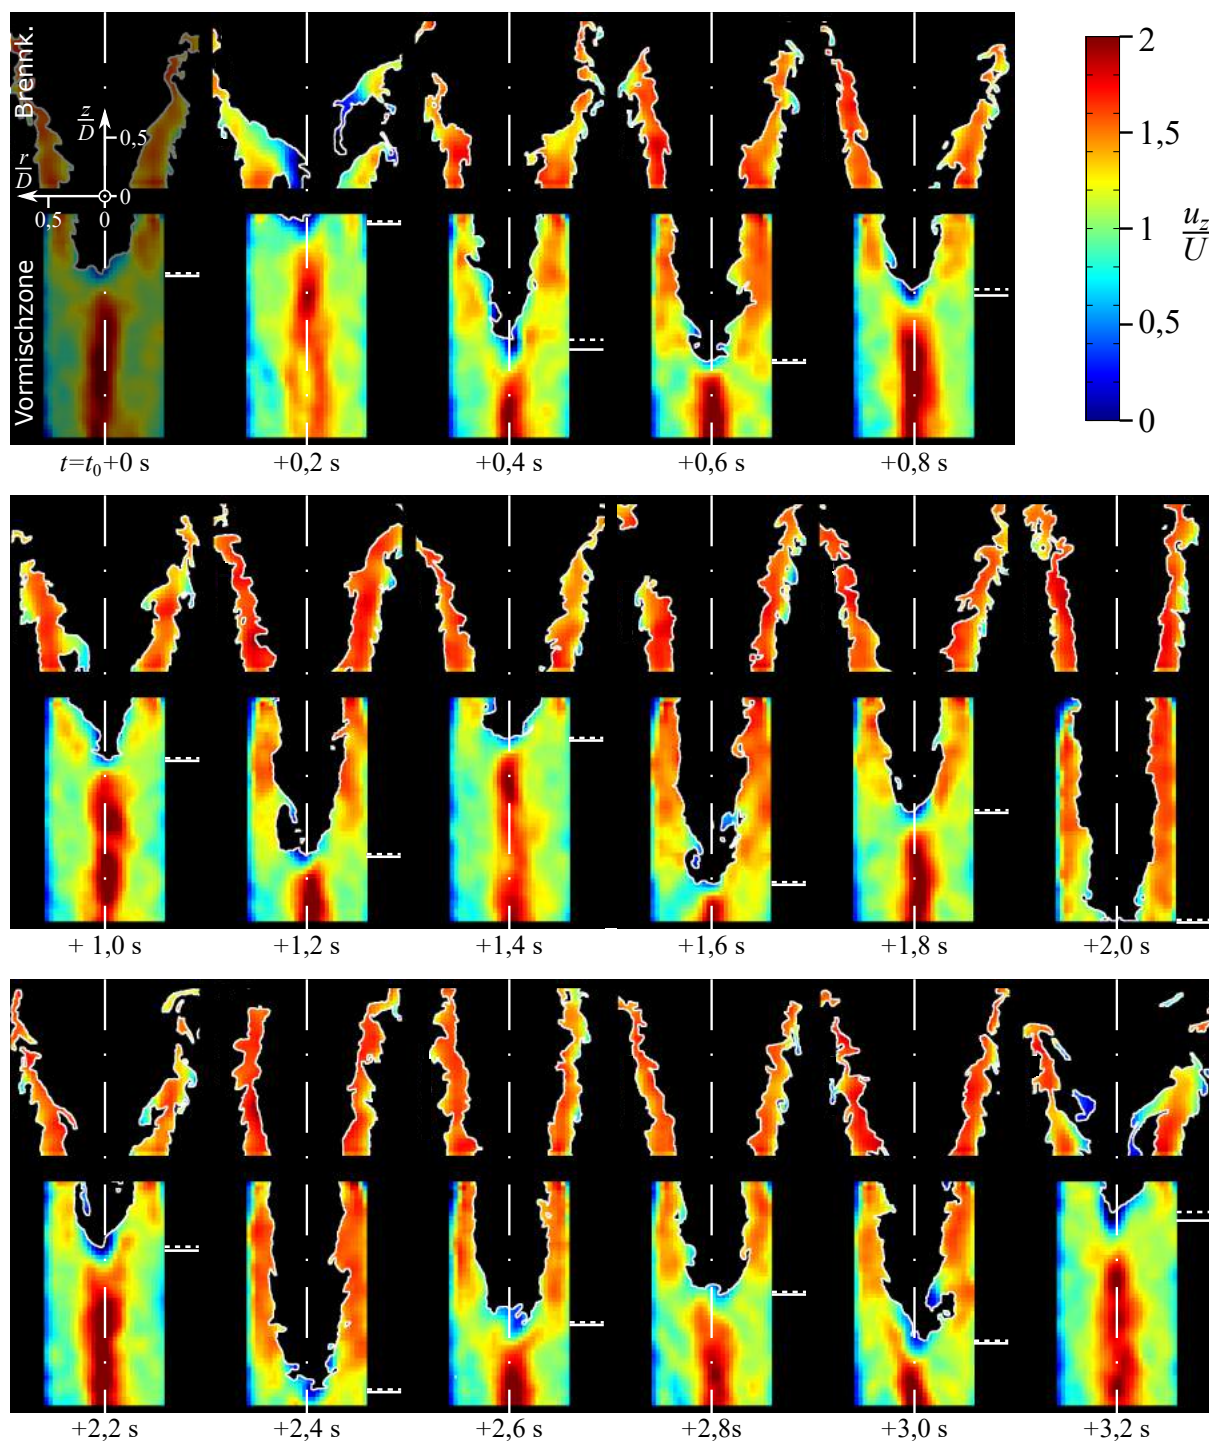 Brennk.
z/D
0,5
r/D
0
0,5
0
Vormischzone
2
1,5
1
0,5
0
u_z/U
t=t₀+0 s
+0,2 s
+0,4 s
+0,6 s
+0,8 s
+ 1,0 s
+1,2 s
+1,4 s
+1,6 s
+1,8 s
+2,0 s
+2,2 s
+2,4 s
+2,6 s
+2,8s
+3,0 s
+3,2 s